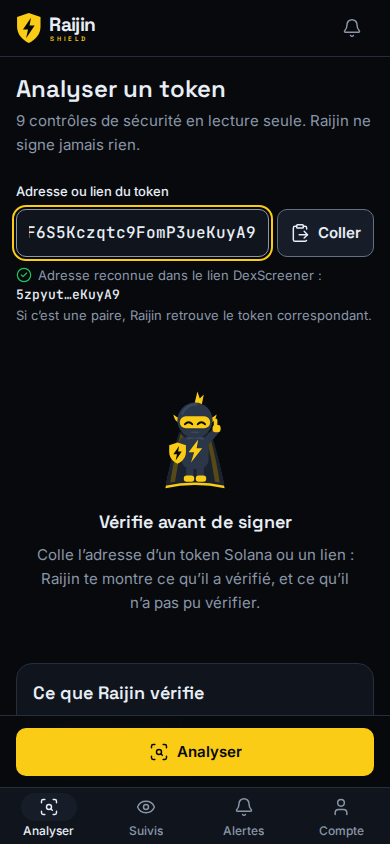 Raijin
SHIELD
Analyser un token
9 contrôles de sécurité en lecture seule. Raijin ne
signe jamais rien.
Adresse ou lien du token
F6S5Kczqtc9FomP3ueKuyA9
Coller
Adresse reconnue dans le lien DexScreener :
5zpyut…eKuyA9
Si c’est une paire, Raijin retrouve le token correspondant.
Vérifie avant de signer
Colle l’adresse d’un token Solana ou un lien :
Raijin te montre ce qu’il a vérifié, et ce qu’il
n’a pas pu vérifier.
Ce que Raijin vérifie
Analyser
Analyser
Suivis
Alertes
Compte